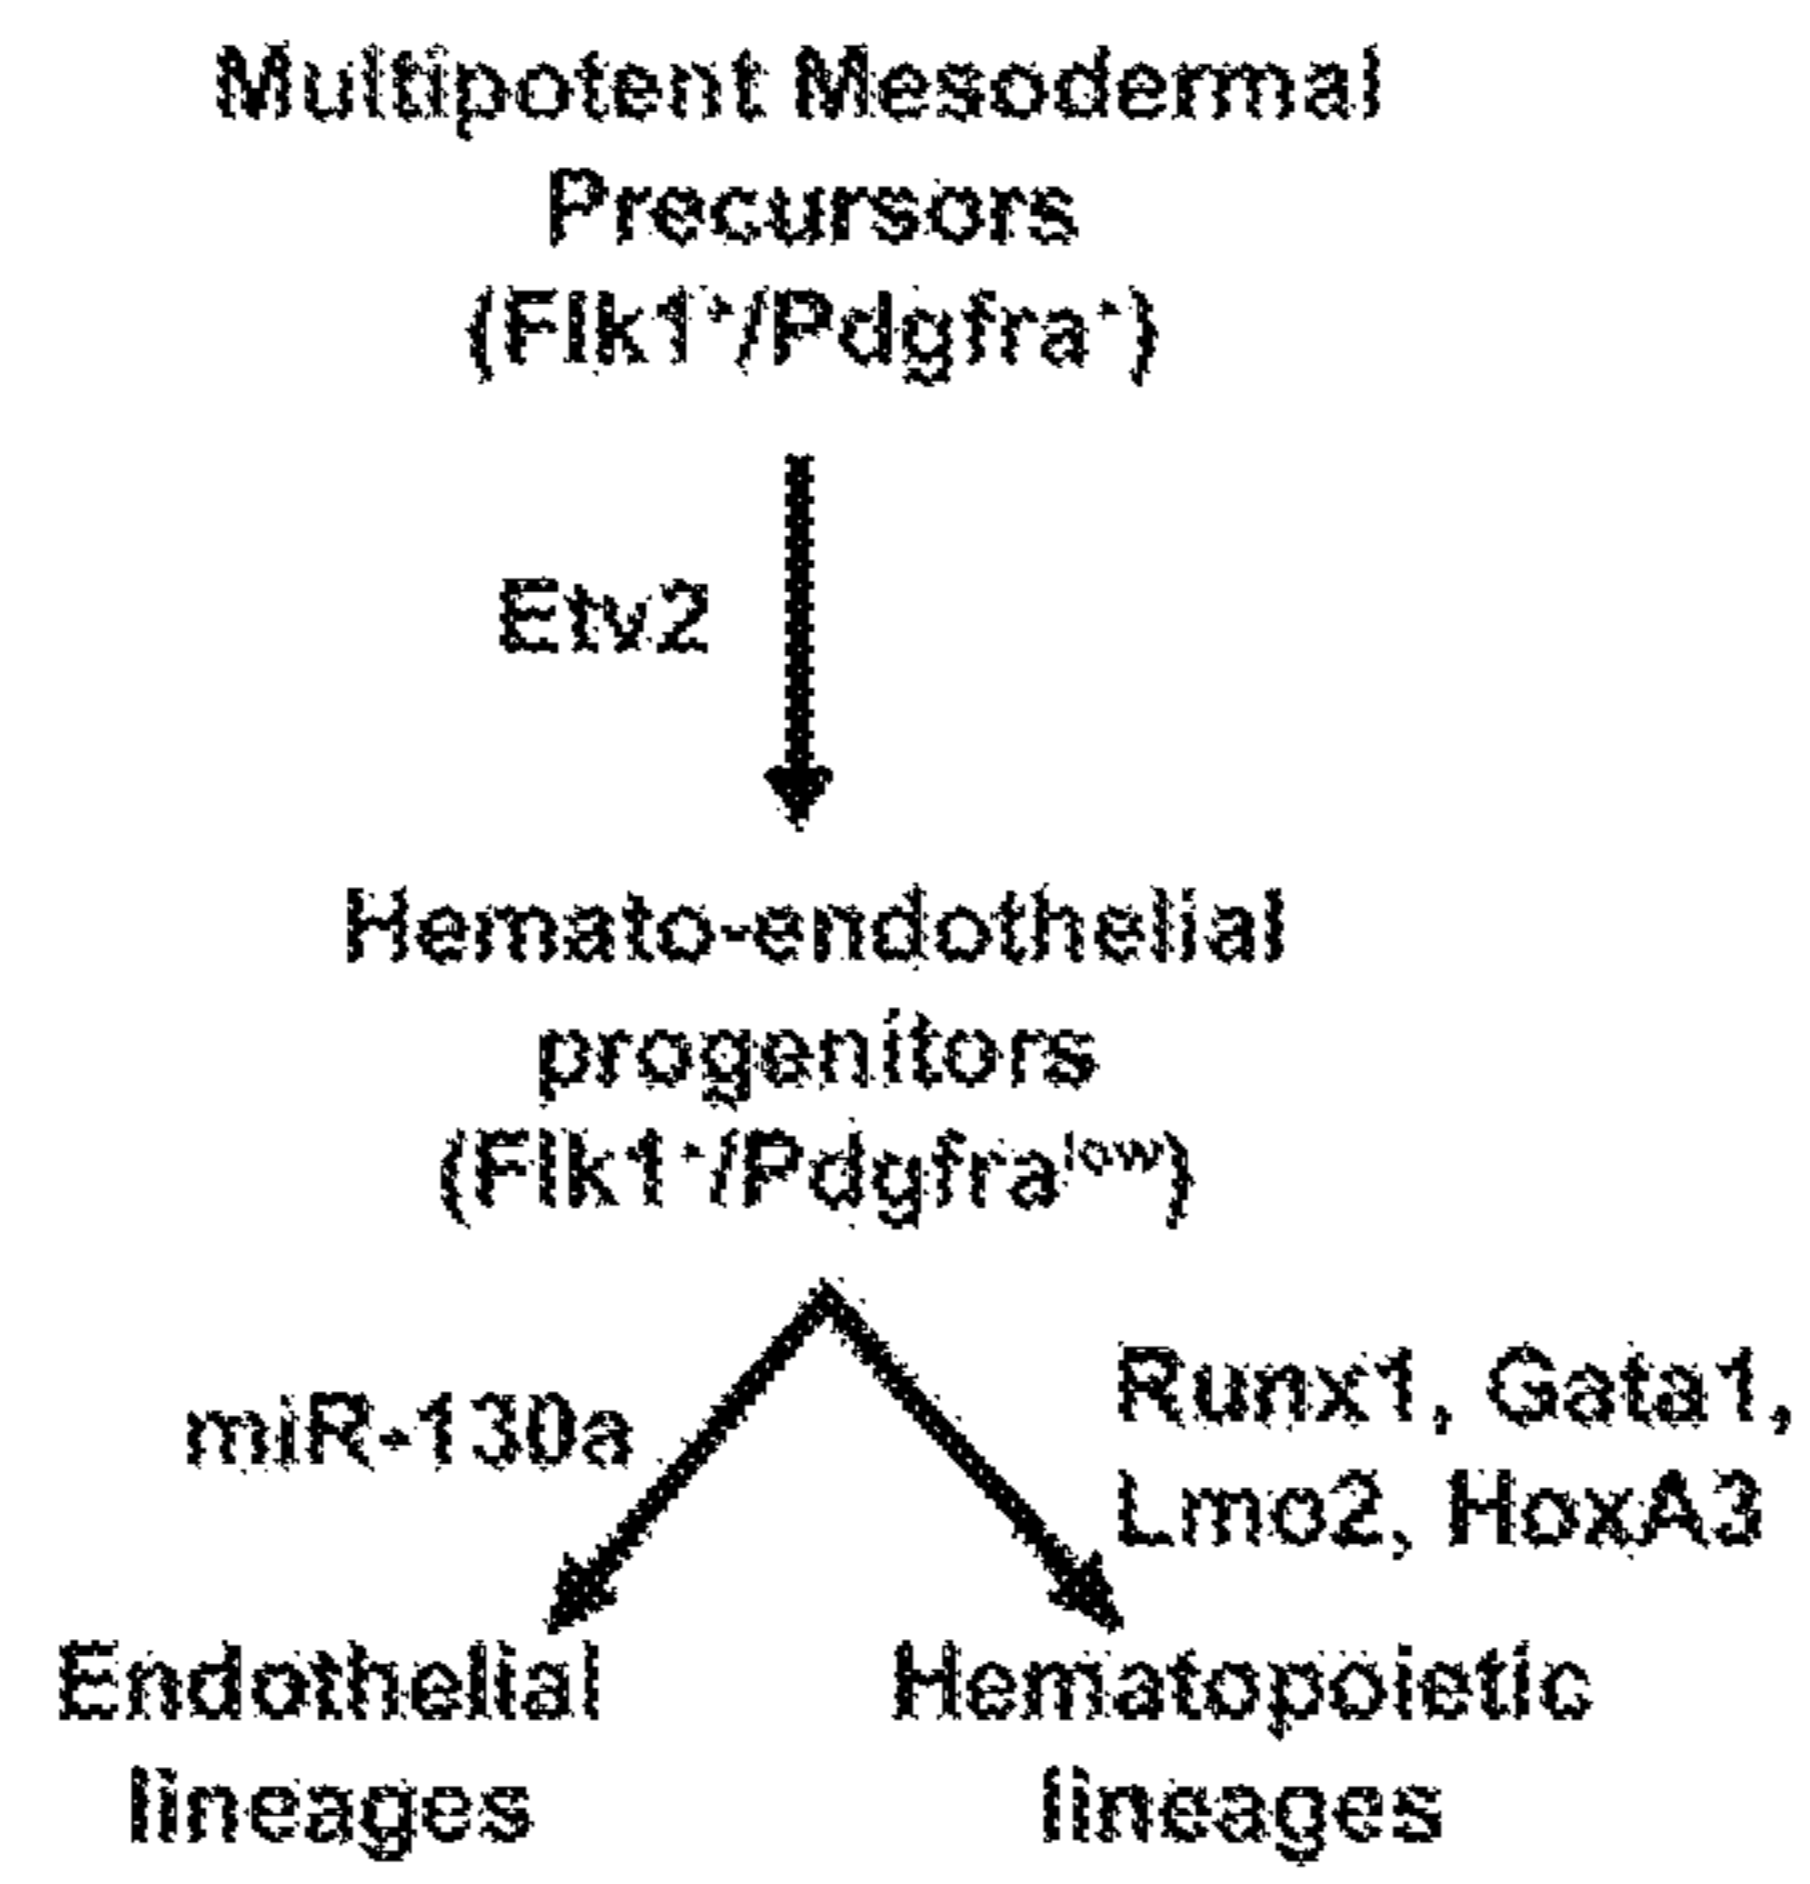 Multipotent Mesodermal
Precursors
(Flk1⁺/Pdgfra⁺)
Etv2
Hemato-endothelial
progenitors
(Flk1⁺/Pdgfraˡᵒʷ)
miR-130a
Runx1, Gata1,
Lmo2, HoxA3
Endothelial
lineages
Hematopoietic
lineages